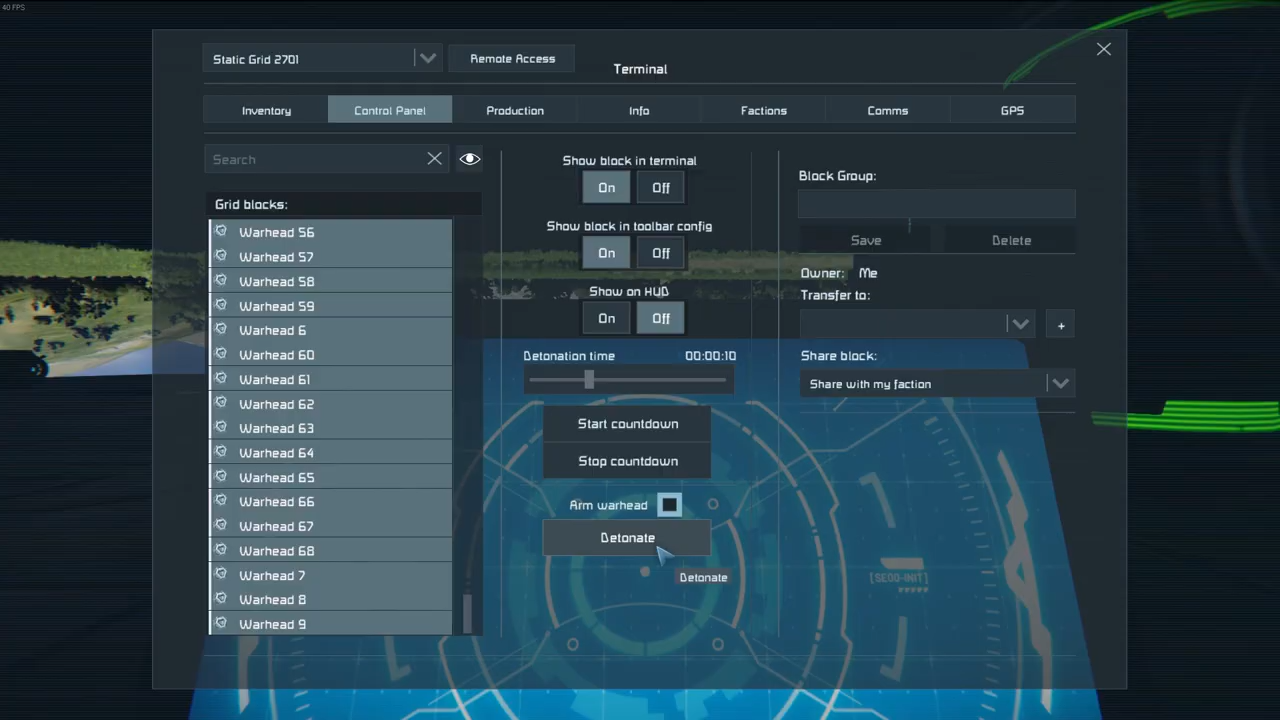 40 FPS
Static Grid 2701
Remote Access
Terminal
Inventory
Control Panel
Production
Info
Factions
Comms
GPS
Search
Grid blocks:
Warhead 56
Warhead 57
Warhead 58
Warhead 59
Warhead 6
Warhead 60
Warhead 61
Warhead 62
Warhead 63
Warhead 64
Warhead 65
Warhead 66
Warhead 67
Warhead 68
Warhead 7
Warhead 8
Warhead 9
Show block in terminal
On Off
Show block in toolbar config
On Off
Show on HUD
On Off
Detonation time 00:00:10
Start countdown
Stop countdown
Arm warhead
Detonate
Detonate
Block Group:
Save Delete
Owner: Me
Transfer to:
+
Share block:
Share with my faction
[SEOD-INIT]